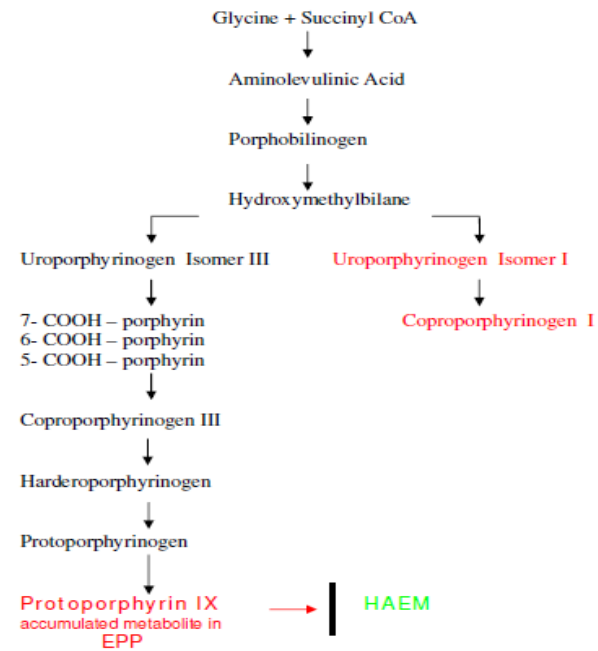 Glycine + Succinyl CoA
Aminolevulinic Acid
Porphobilinogen
Hydroxymethylbilane
Uroporphyrinogen Isomer III
Uroporphyrinogen Isomer I
7- COOH – porphyrin
6- COOH – porphyrin
5- COOH – porphyrin
Coproporphyrinogen I
Coproporphyrinogen III
Harderoporphyrinogen
Protoporphyrinogen
Protoporphyrin IX
accumulated metabolite in
EPP
HAEM